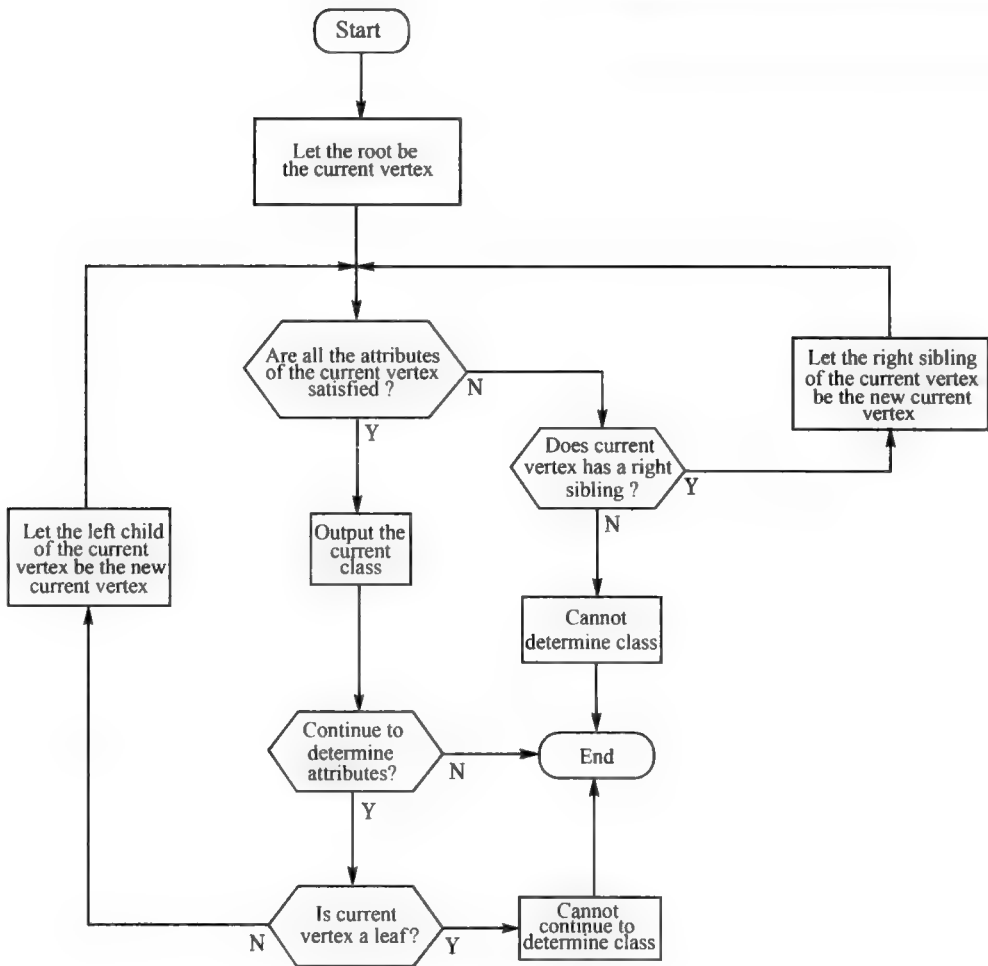 Start
Let the root be
the current vertex
Are all the attributes
of the current vertex
satisfied ?
N
Y
Let the right sibling
of the current vertex
be the new current
vertex
Does current
vertex has a right
sibling ?
Y
N
Let the left child
of the current
vertex be the new
current vertex
Output the
current
class
Cannot
determine class
Continue to
determine
attributes?
N
Y
End
Is current
vertex a leaf?
N
Y
Cannot
continue to
determine class